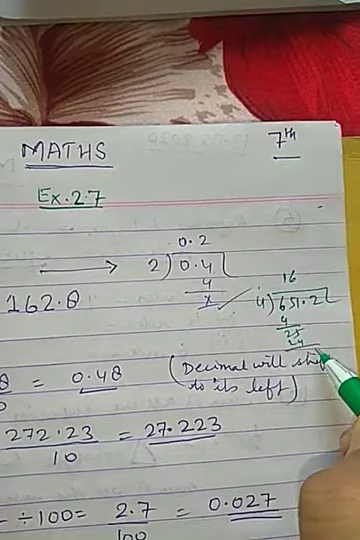 MATHS
7th
Ex. 2.7
0.2
2) 0.4
4
x
16
4) 651.2
4
25
24
162.8
= 0.48
(Decimal will
to its left)
272.23 = 27.223
10
÷100 = 2.7 = 0.027
100